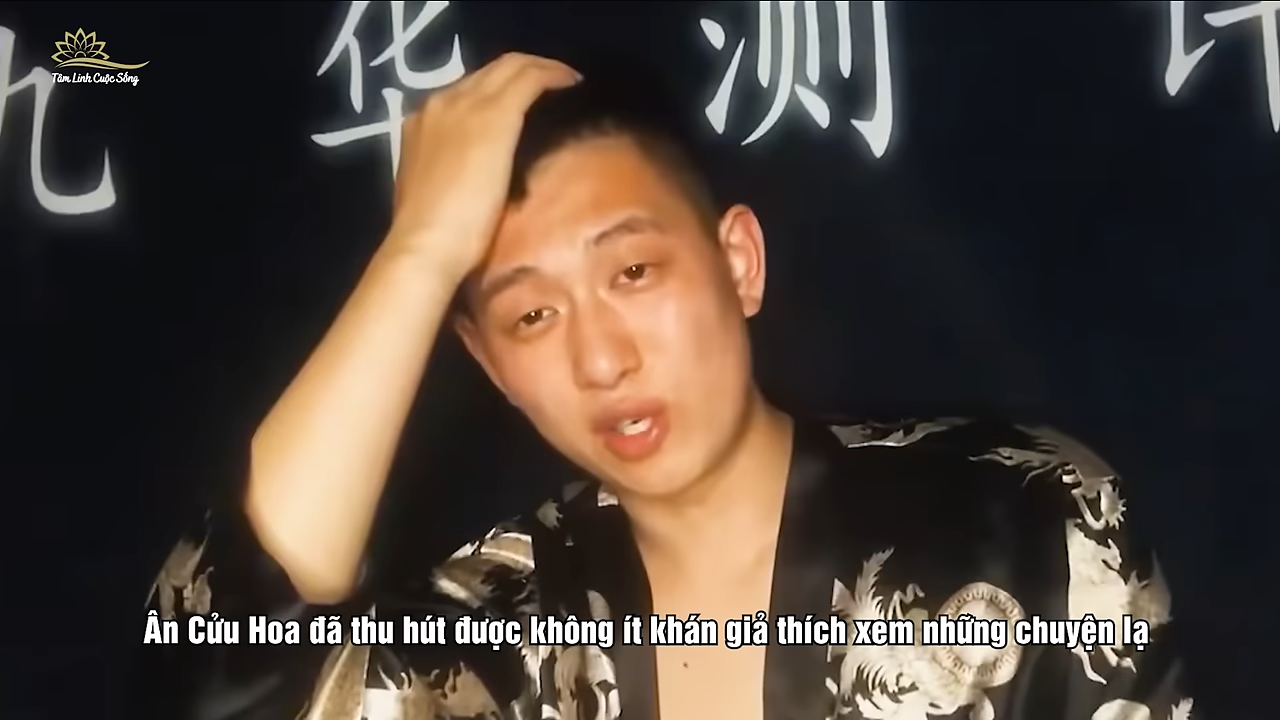 九华测
Tâm Linh Cuộc Sống
Ân Cửu Hoa đã thu hút được không ít khán giả thích xem những chuyện lạ